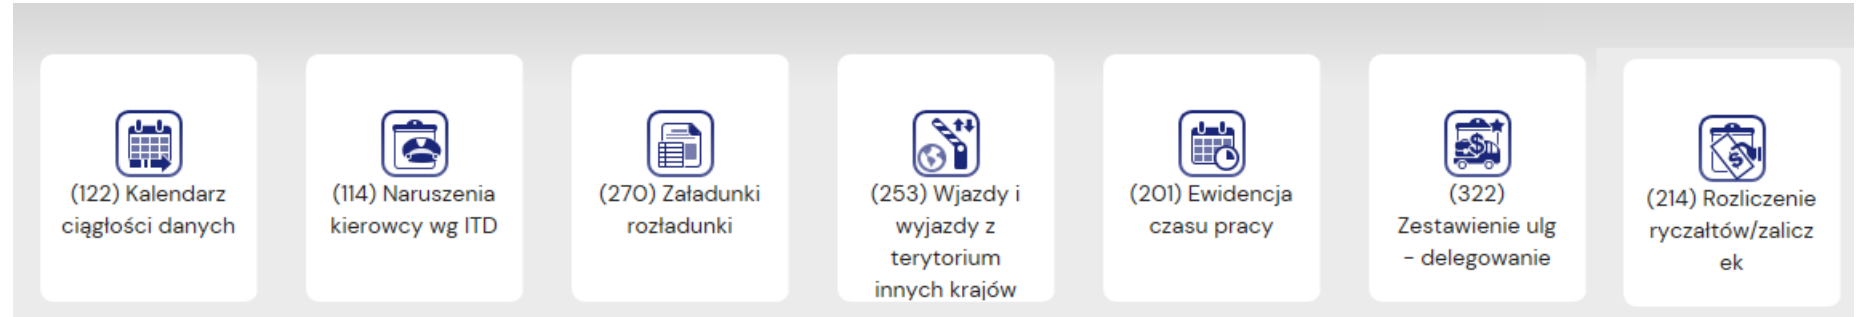 (122) Kalendarz
ciągłości danych
(114) Naruszenia
kierowcy wg ITD
(270) Załadunki
rozładunki
(253) Wjazdy i
wyjazdy z
terytorium
innych krajów
(201) Ewidencja
czasu pracy
(322)
Zestawienie ulg
- delegowanie
(214) Rozliczenie
ryczałtów/zalicz
ek